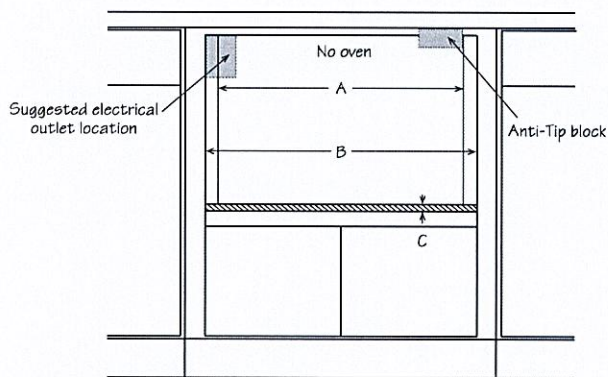 No oven
A
Suggested electrical
outlet location
Anti-Tip block
B
C